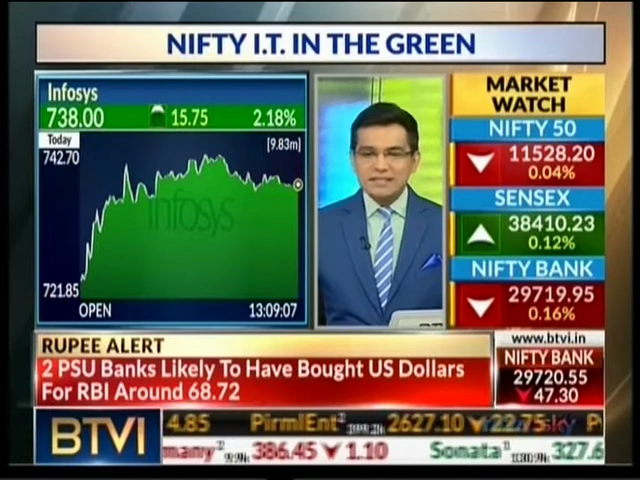 NIFTY I.T. IN THE GREEN
Infosys
738.00 15.75 2.18%
Today
[9.83m]
742.70
Infosys
721.85
OPEN 13:09:07
MARKET
WATCH
NIFTY 50
11528.20
0.04%
SENSEX
38410.23
0.12%
NIFTY BANK
29719.95
0.16%
RUPEE ALERT
2 PSU Banks Likely To Have Bought US Dollars
For RBI Around 68.72
www.btvi.in
NIFTY BANK
29720.55
47.30
BTVI
4.85 PirmlEnt 2627.10 22.75 P
many 386.45 1.10 Sonata 327.6